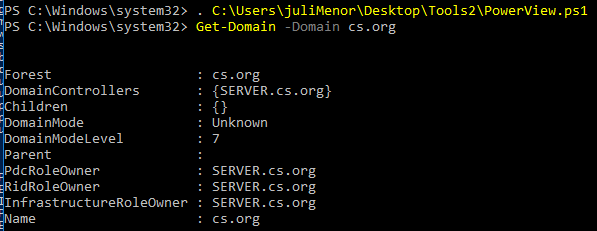 PS C:\Windows\system32> . C:\Users\juliMenor\Desktop\Tools2\PowerView.ps1
PS C:\Windows\system32> Get-Domain -Domain cs.org
Forest                  : cs.org
DomainControllers       : {SERVER.cs.org}
Children                : {}
DomainMode              : Unknown
DomainModeLevel         : 7
Parent                  :
PdcRoleOwner            : SERVER.cs.org
RidRoleOwner            : SERVER.cs.org
InfrastructureRoleOwner : SERVER.cs.org
Name                    : cs.org